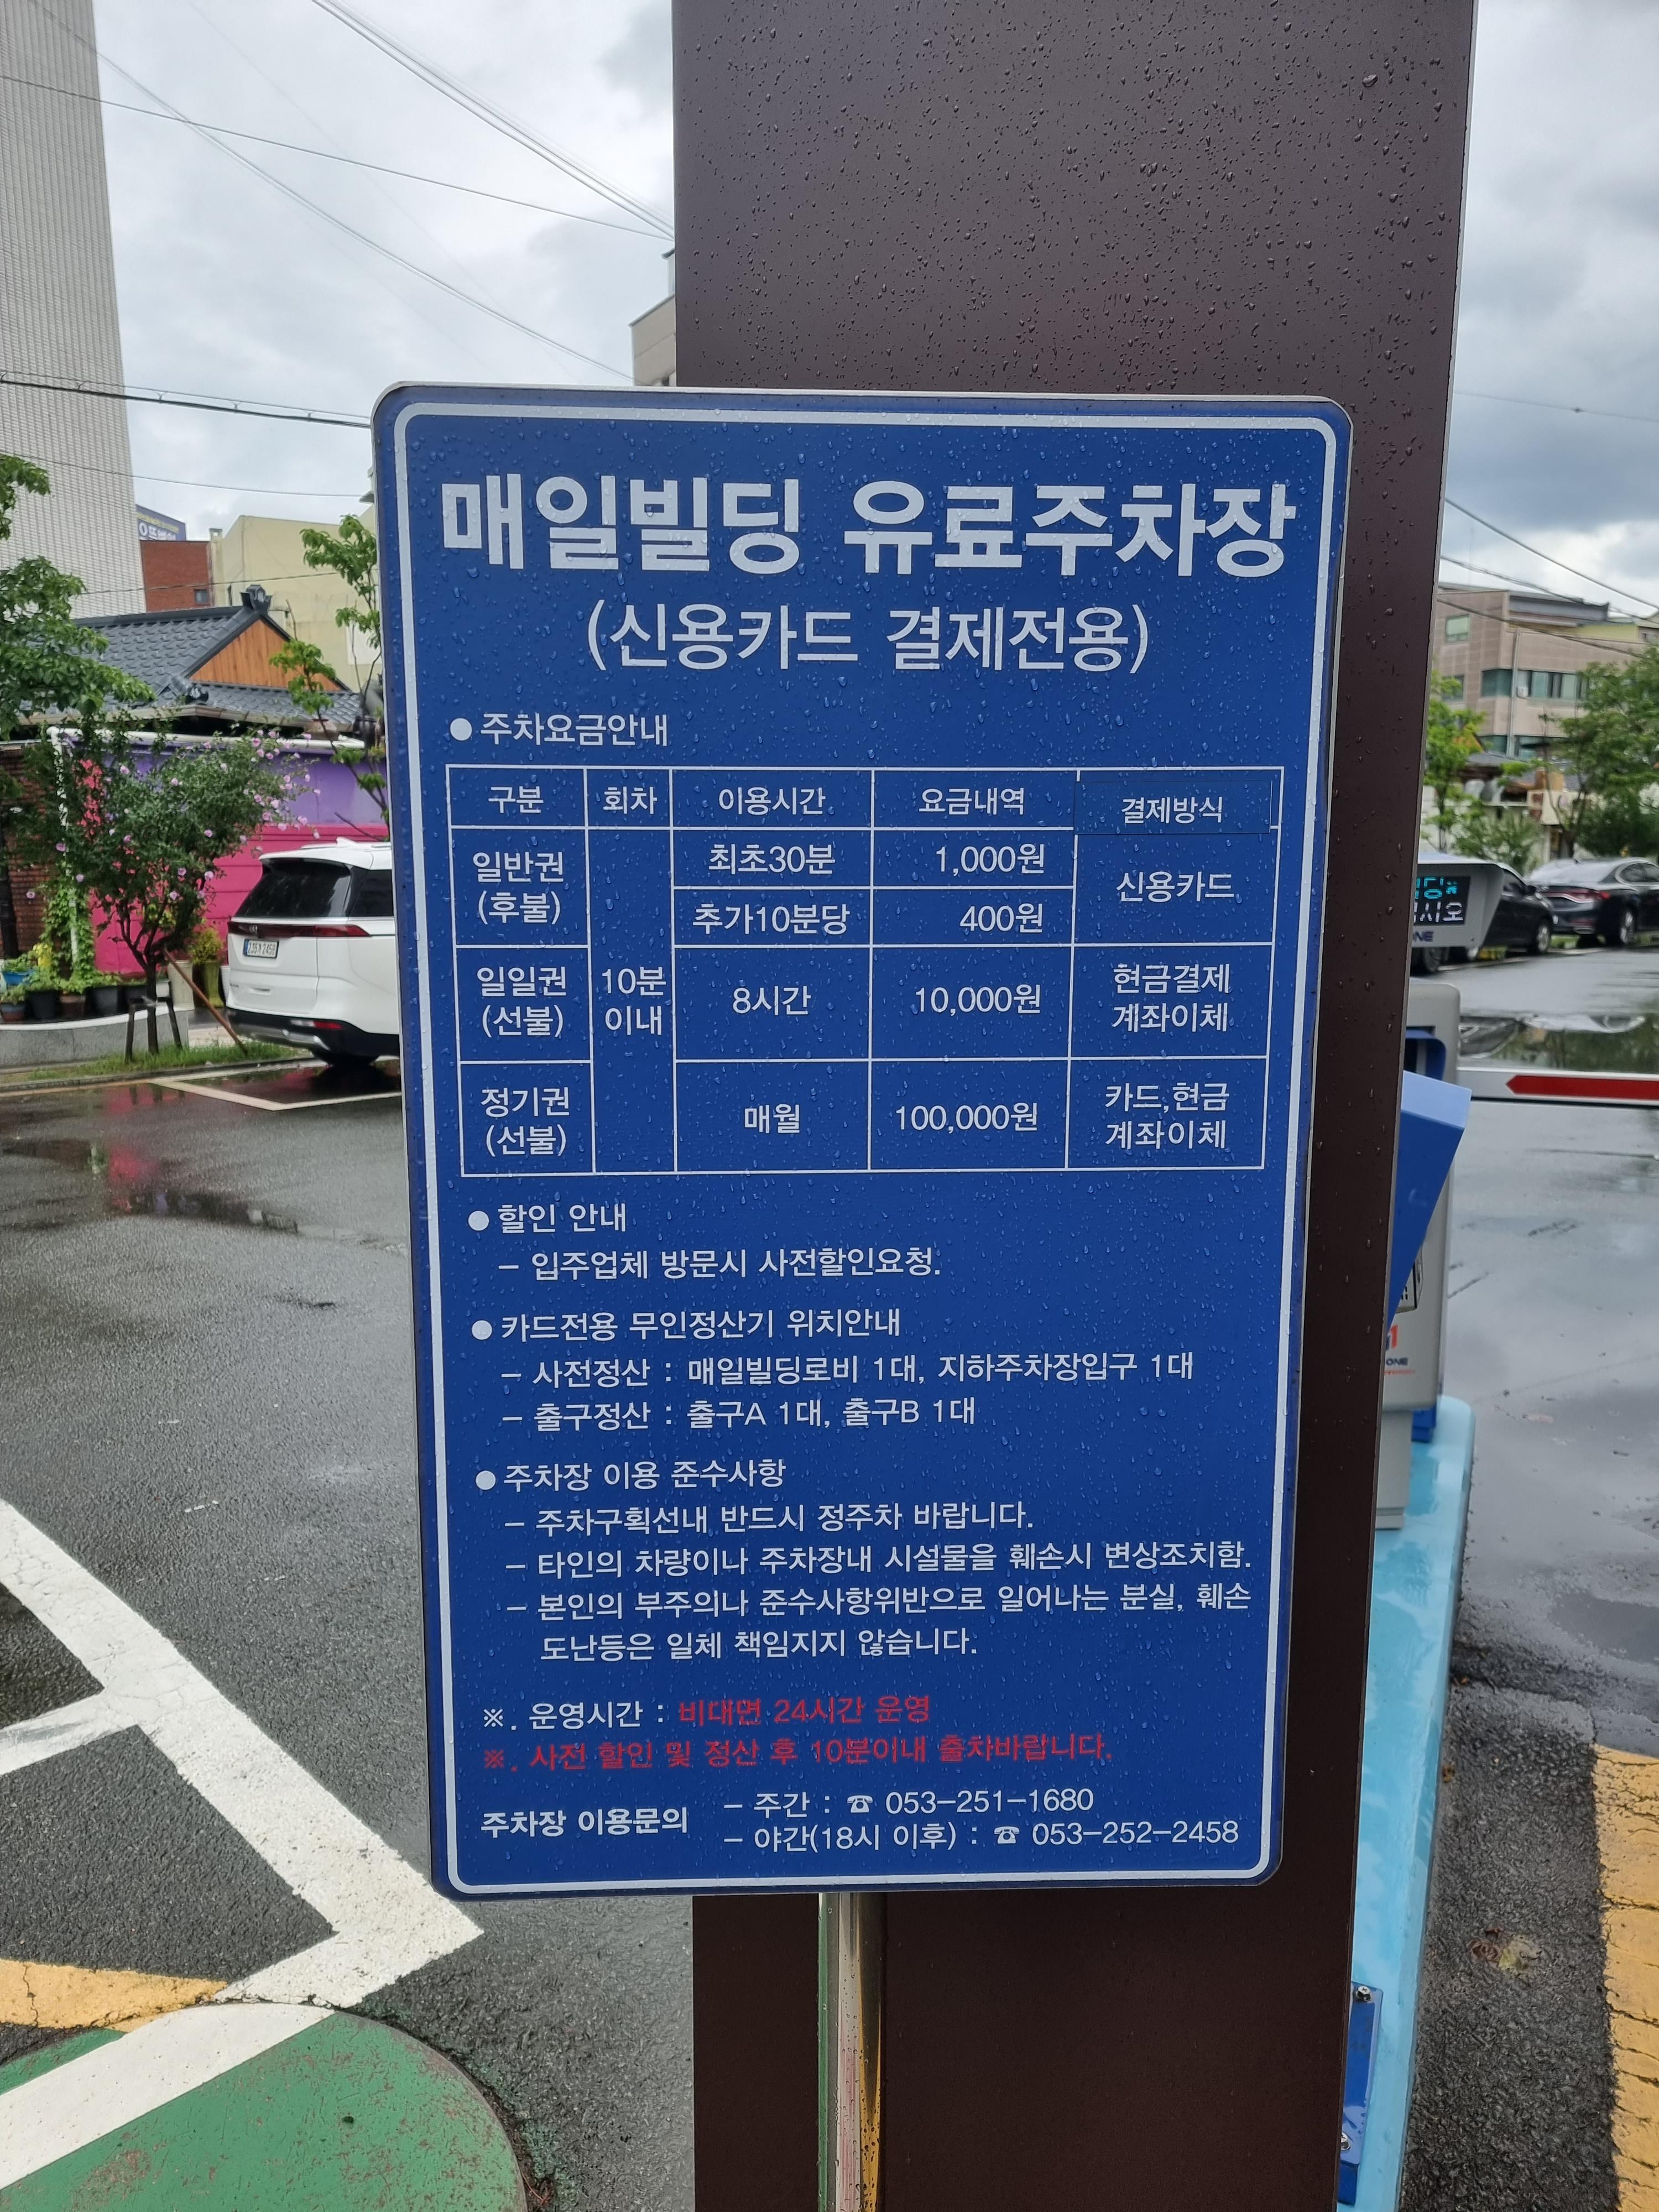 매일빌딩 유료주차장
(신용카드 결제전용)
● 주차요금안내
구분 회차 이용시간 요금내역 결제방식
일반권
(후불)
최초30분 1,000원
추가10분당 400원
신용카드
일일권
(선불)
10분
이내
8시간 10,000원
현금결제
계좌이체
정기권
(선불)
매월 100,000원
카드,현금
계좌이체
● 할인 안내
– 입주업체 방문시 사전할인요청.
● 카드전용 무인정산기 위치안내
– 사전정산 : 매일빌딩로비 1대, 지하주차장입구 1대
– 출구정산 : 출구A 1대, 출구B 1대
● 주차장 이용 준수사항
– 주차구획선내 반드시 정주차 바랍니다.
– 타인의 차량이나 주차장내 시설물을 훼손시 변상조치함.
– 본인의 부주의나 준수사항위반으로 일어나는 분실, 훼손
도난등은 일체 책임지지 않습니다.
※. 운영시간 : 비대면 24시간 운영
※. 사전 할인 및 정산 후 10분이내 출차바랍니다.
주차장 이용문의
– 주간 : ☎ 053–251–1680
– 야간(18시 이후) : ☎ 053–252–2458